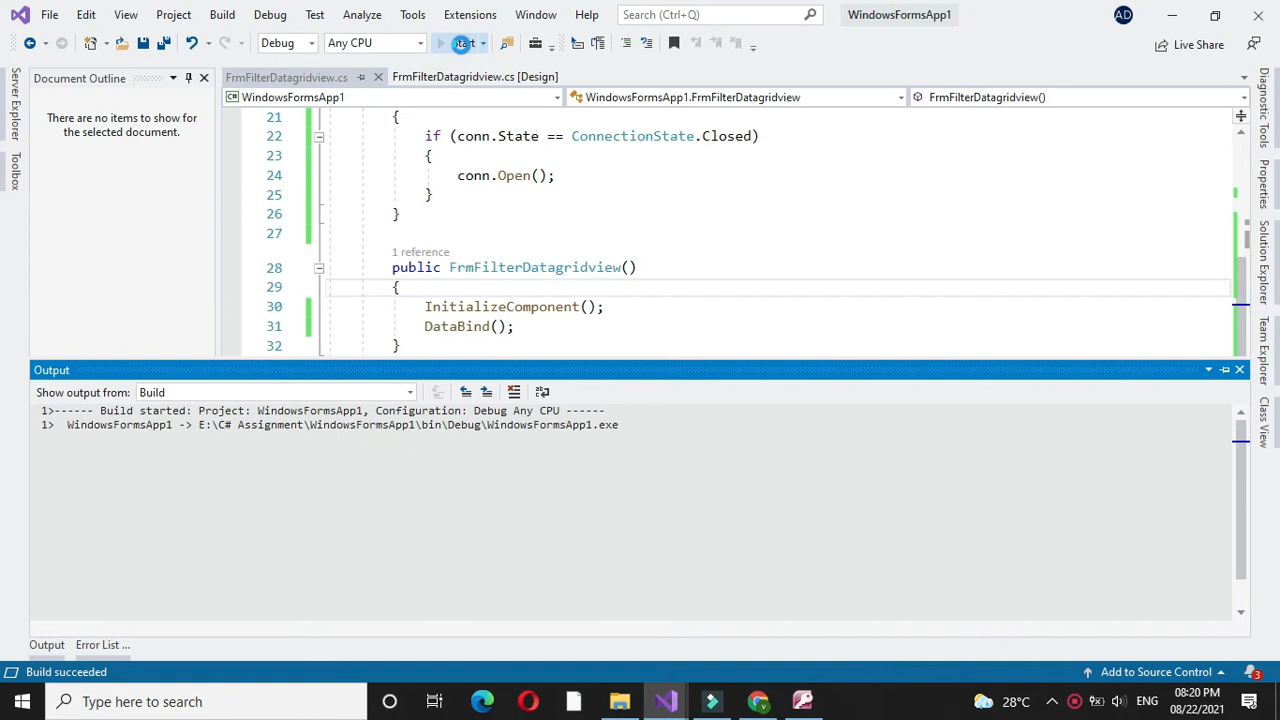 File Edit View Project Build Debug Test Analyze Tools Extensions Window Help Search (Ctrl+Q) WindowsFormsApp1 AD
Debug Any CPU Live Share
Document Outline
There are no items to show for
the selected document.
Server Explorer
Toolbox
FrmFilterDatagridview.cs FrmFilterDatagridview.cs [Design]
WindowsFormsApp1 WindowsFormsApp1.FrmFilterDatagridview FrmFilterDatagridview()
21 {
22 if (conn.State == ConnectionState.Closed)
23 {
24 conn.Open();
25 }
26 }
27
1 reference
28 public FrmFilterDatagridview()
29 {
30 InitializeComponent();
31 DataBind();
32 }
Diagnostic Tools
Properties
Solution Explorer
Team Explorer
Class View
Output
Show output from: Build
1>------ Build started: Project: WindowsFormsApp1, Configuration: Debug Any CPU ------
1> WindowsFormsApp1 -> E:\C# Assignment\WindowsFormsApp1\bin\Debug\WindowsFormsApp1.exe
Output Error List ...
Build succeeded Add to Source Control 3
Type here to search 28°C ENG 08:20 PM
08/22/2021